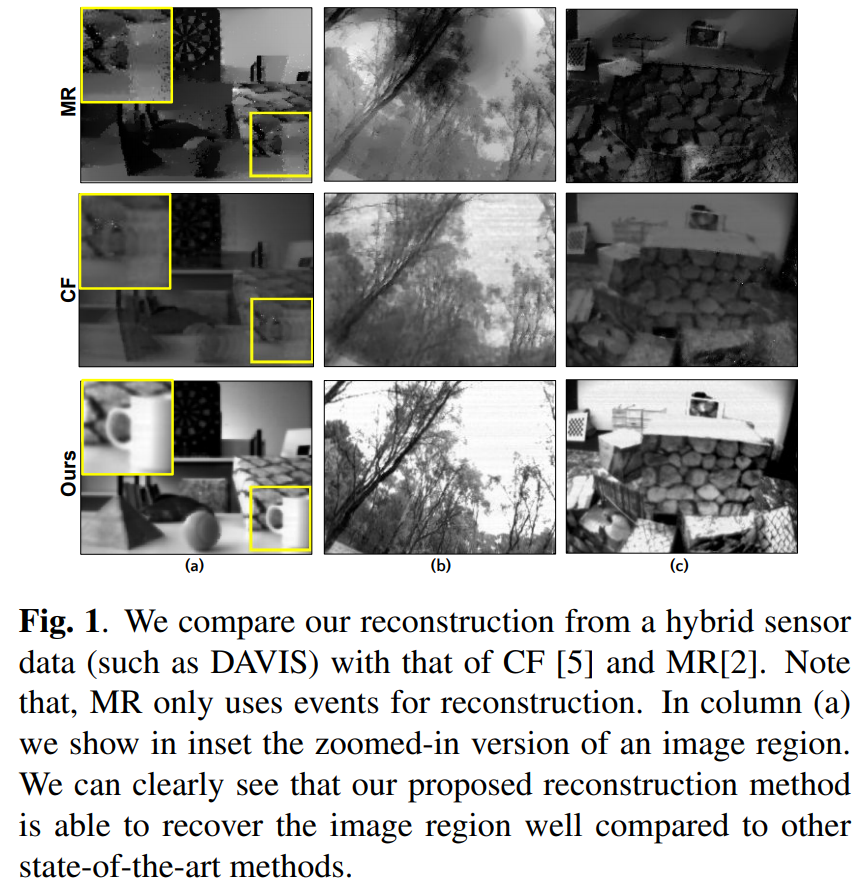 MR
CF
Ours
(a) (b) (c)
Fig. 1. We compare our reconstruction from a hybrid sensor
data (such as DAVIS) with that of CF [5] and MR[2]. Note
that, MR only uses events for reconstruction. In column (a)
we show in inset the zoomed-in version of an image region.
We can clearly see that our proposed reconstruction method
is able to recover the image region well compared to other
state-of-the-art methods.